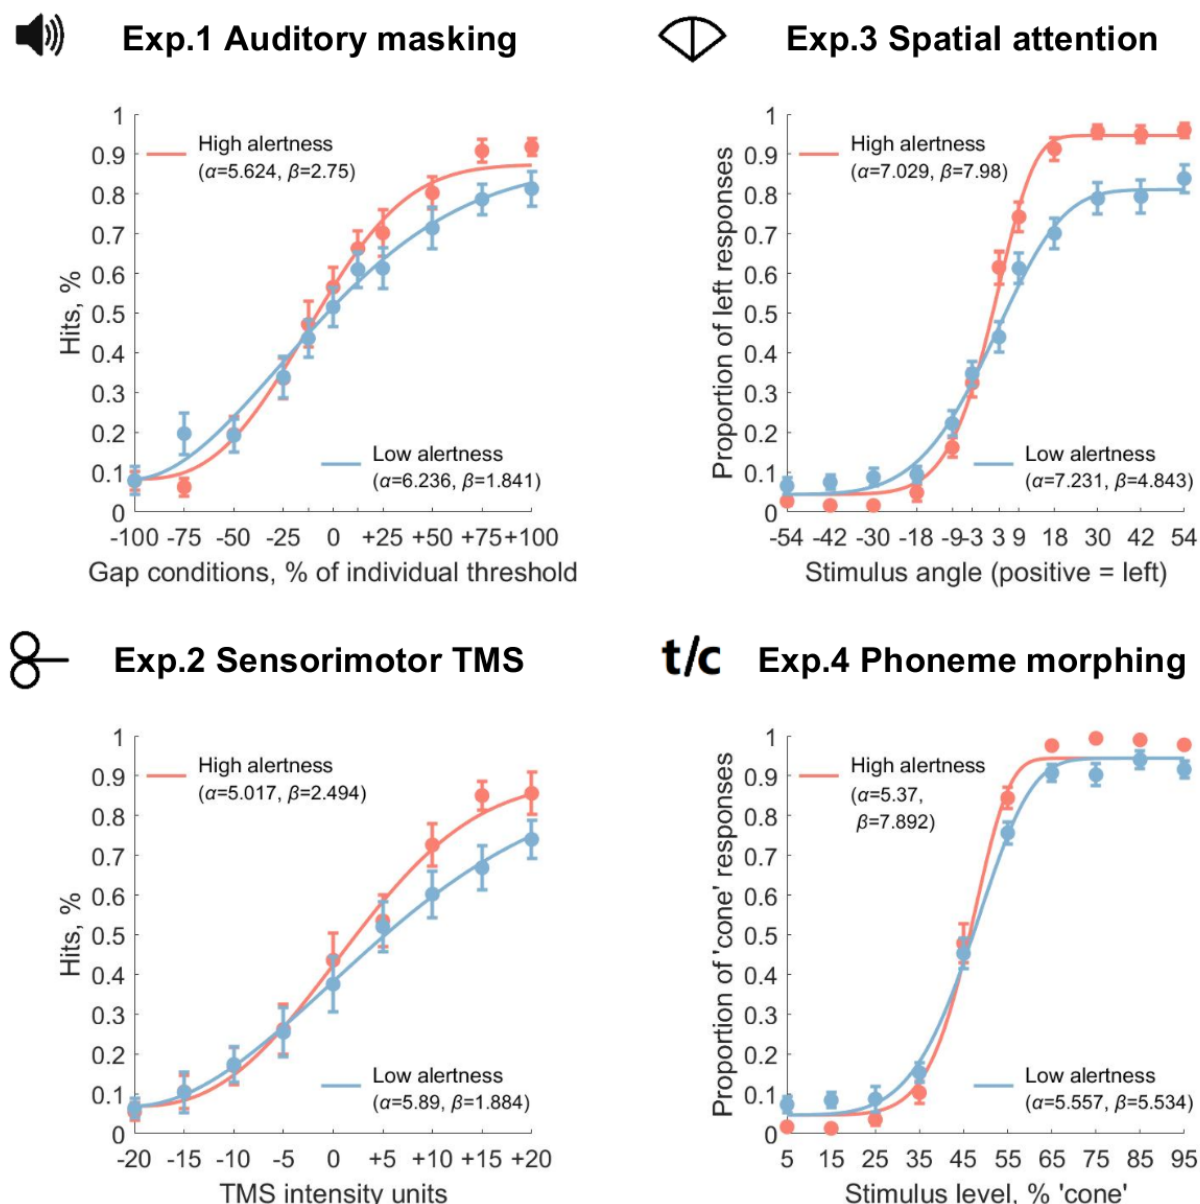 Exp.1 Auditory masking
1
0.9
0.8
0.7
0.6
0.5
0.4
0.3
0.2
0.1
0
Hits, %
High alertness
(α=5.624, β=2.75)
Low alertness
(α=6.236, β=1.841)
-100 -75 -50 -25 0 +25 +50 +75 +100
Gap conditions, % of individual threshold
Exp.3 Spatial attention
1
0.9
0.8
0.7
0.6
0.5
0.4
0.3
0.2
0.1
0
Proportion of left responses
High alertness
(α=7.029, β=7.98)
Low alertness
(α=7.231, β=4.843)
-54 -42 -30 -18 -9 -3 3 9 18 30 42 54
Stimulus angle (positive = left)
Exp.2 Sensorimotor TMS
1
0.9
0.8
0.7
0.6
0.5
0.4
0.3
0.2
0.1
0
Hits, %
High alertness
(α=5.017, β=2.494)
Low alertness
(α=5.89, β=1.884)
-20 -15 -10 -5 0 +5 +10 +15 +20
TMS intensity units
t/c
Exp.4 Phoneme morphing
1
0.9
0.8
0.7
0.6
0.5
0.4
0.3
0.2
0.1
0
Proportion of 'cone' responses
High alertness
(α=5.37,
β=7.892)
Low alertness
(α=5.557, β=5.534)
5 15 25 35 45 55 65 75 85 95
Stimulus level, % 'cone'